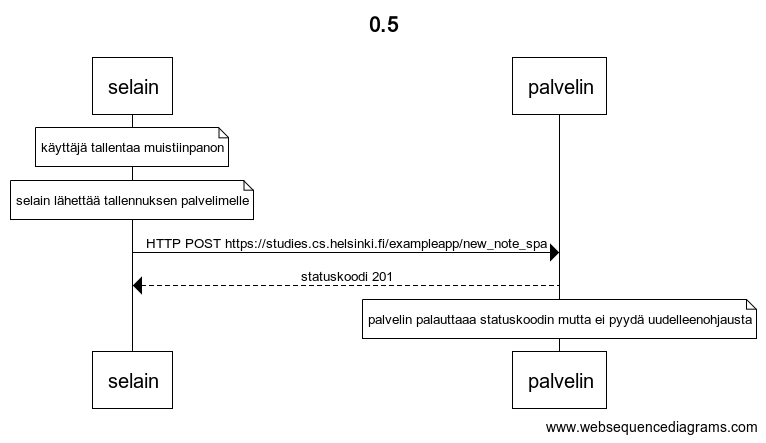 0.5
selain
palvelin
käyttäjä tallentaa muistiinpanon
selain lähettää tallennuksen palvelimelle
HTTP POST https://studies.cs.helsinki.fi/exampleapp/new_note_spa
statuskoodi 201
palvelin palauttaaa statuskoodin mutta ei pyydä uudelleenohjausta
selain
palvelin
www.websequencediagrams.com